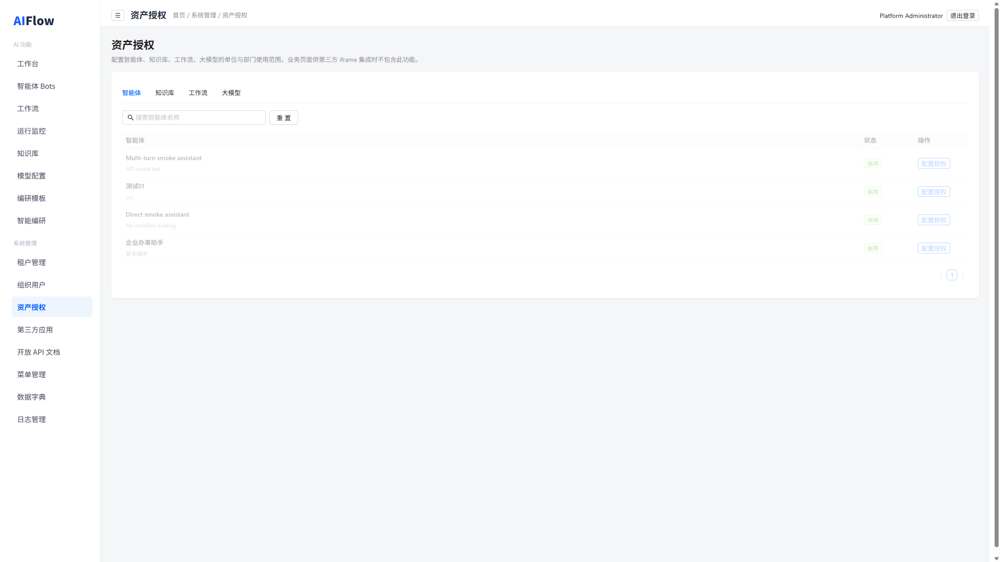 AIFlow
AI 功能
工作台
智能体 Bots
工作流
运行监控
知识库
模型配置
编研模板
智能编研
系统管理
租户管理
组织用户
资产授权
第三方应用
开放 API 文档
菜单管理
数据字典
日志管理
资产授权 首页 / 系统管理 / 资产授权
Platform Administrator 退出登录
资产授权
配置智能体、知识库、工作流、大模型的单位与部门使用范围。业务页面供第三方 iframe 集成时不包含此功能。
智能体 知识库 工作流 大模型
搜索智能体名称 重 置
智能体 状态 操作
Multi-turn smoke assistant
API smoke bot
启用 配置授权
测试01
ccc
启用 配置授权
Direct smoke assistant
No workflow binding
启用 配置授权
企业办事助手
暂无描述
启用 配置授权
< 1 >